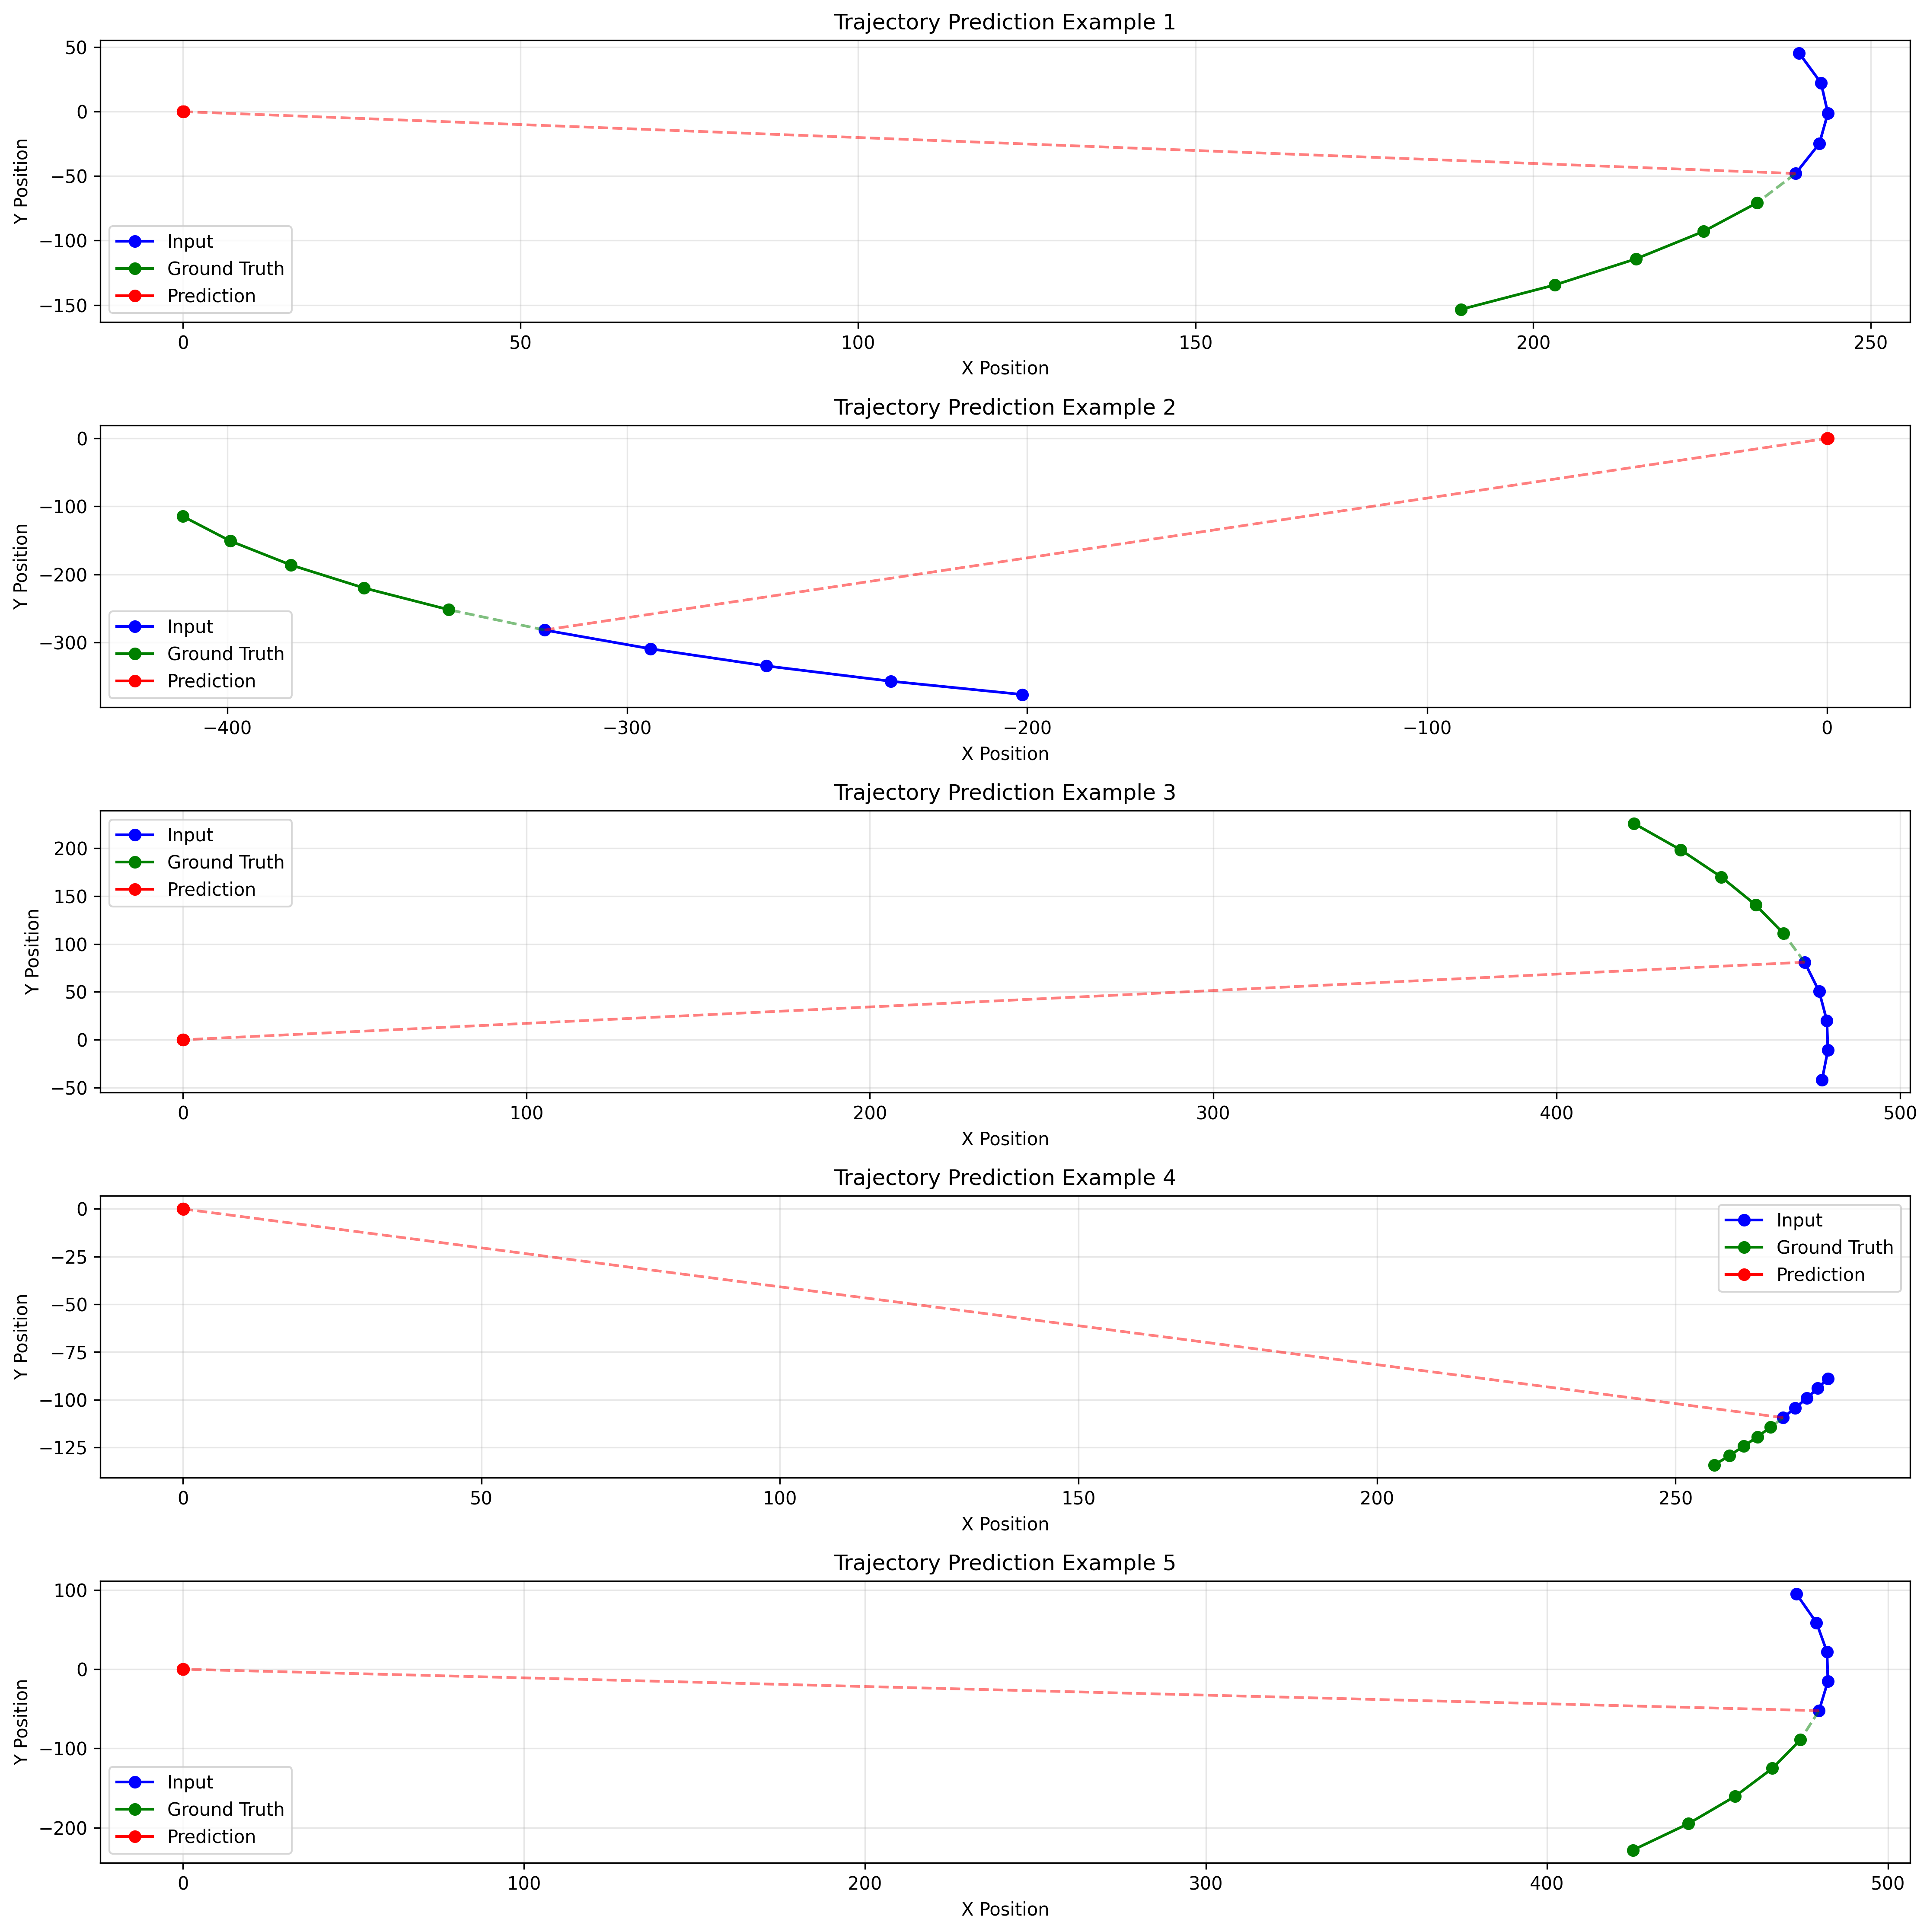 Trajectory Prediction Example 1
50
0
−50
−100
−150
Y Position
Input
Ground Truth
Prediction
0 50 100 150 200 250
X Position
Trajectory Prediction Example 2
0
−100
−200
−300
Y Position
Input
Ground Truth
Prediction
−400 −300 −200 −100 0
X Position
Trajectory Prediction Example 3
200
150
100
50
0
−50
Y Position
Input
Ground Truth
Prediction
0 100 200 300 400 500
X Position
Trajectory Prediction Example 4
0
−25
−50
−75
−100
−125
Y Position
Input
Ground Truth
Prediction
0 50 100 150 200 250
X Position
Trajectory Prediction Example 5
100
0
−100
−200
Y Position
Input
Ground Truth
Prediction
0 100 200 300 400 500
X Position